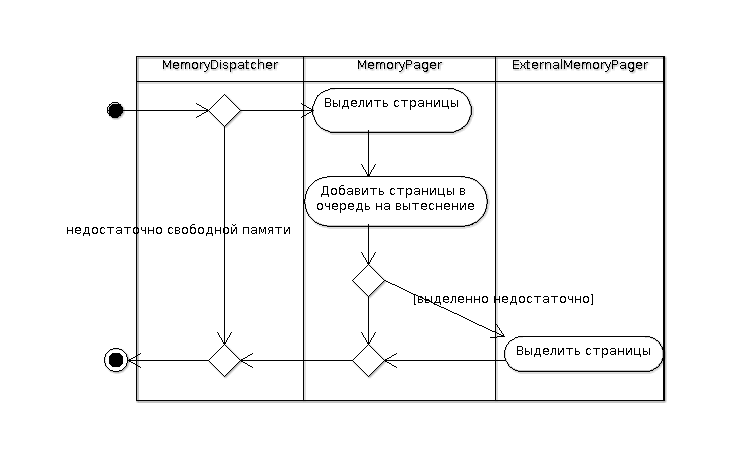 MemoryDispatcher
MemoryPager
ExternalMemoryPager
Выделить страницы
Добавить страницы в
очередь на вытеснение
недостаточно свободной памяти
[выделенно недостаточно]
Выделить страницы